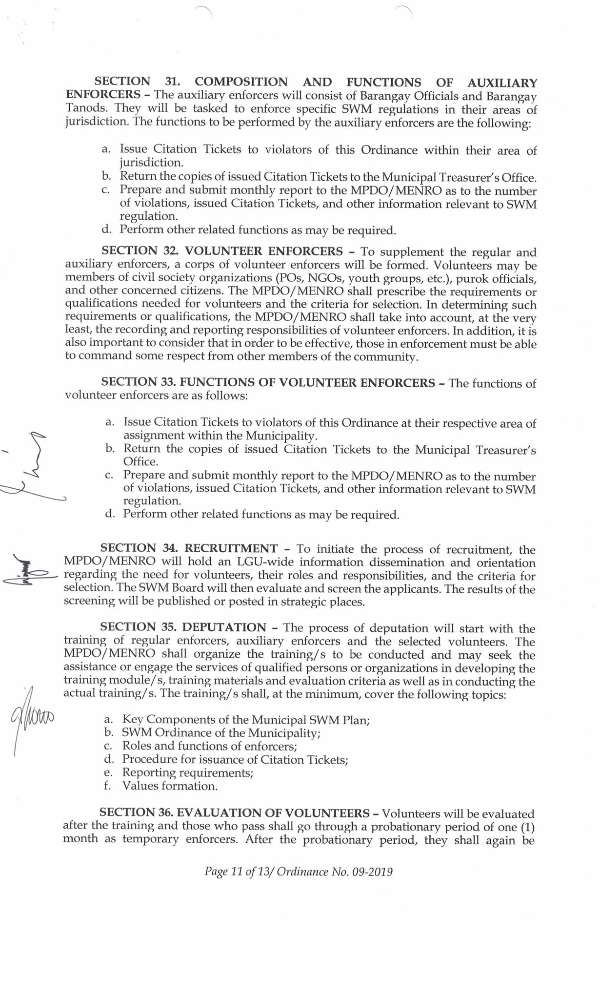 SECTION 31. COMPOSITION AND FUNCTIONS OF AUXILIARY
ENFORCERS – The auxiliary enforcers will consist of Barangay Officials and Barangay
Tanods. They will be tasked to enforce specific SWM regulations in their areas of
jurisdiction. The functions to be performed by the auxiliary enforcers are the following:
a. Issue Citation Tickets to violators of this Ordinance within their area of
jurisdiction.
b. Return the copies of issued Citation Tickets to the Municipal Treasurer's Office.
c. Prepare and submit monthly report to the MPDO/MENRO as to the number
of violations, issued Citation Tickets, and other information relevant to SWM
regulation.
d. Perform other related functions as may be required.
SECTION 32. VOLUNTEER ENFORCERS – To supplement the regular and
auxiliary enforcers, a corps of volunteer enforcers will be formed. Volunteers may be
members of civil society organizations (POs, NGOs, youth groups, etc.), purok officials,
and other concerned citizens. The MPDO/MENRO shall prescribe the requirements or
qualifications needed for volunteers and the criteria for selection. In determining such
requirements or qualifications, the MPDO/MENRO shall take into account, at the very
least, the recording and reporting responsibilities of volunteer enforcers. In addition, it is
also important to consider that in order to be effective, those in enforcement must be able
to command some respect from other members of the community.
SECTION 33. FUNCTIONS OF VOLUNTEER ENFORCERS – The functions of
volunteer enforcers are as follows:
a. Issue Citation Tickets to violators of this Ordinance at their respective area of
assignment within the Municipality.
b. Return the copies of issued Citation Tickets to the Municipal Treasurer's
Office.
c. Prepare and submit monthly report to the MPDO/MENRO as to the number
of violations, issued Citation Tickets, and other information relevant to SWM
regulation.
d. Perform other related functions as may be required.
SECTION 34. RECRUITMENT – To initiate the process of recruitment, the
MPDO/MENRO will hold an LGU-wide information dissemination and orientation
regarding the need for volunteers, their roles and responsibilities, and the criteria for
selection. The SWM Board will then evaluate and screen the applicants. The results of the
screening will be published or posted in strategic places.
SECTION 35. DEPUTATION – The process of deputation will start with the
training of regular enforcers, auxiliary enforcers and the selected volunteers. The
MPDO/MENRO shall organize the training/s to be conducted and may seek the
assistance or engage the services of qualified persons or organizations in developing the
training module/s, training materials and evaluation criteria as well as in conducting the
actual training/s. The training/s shall, at the minimum, cover the following topics:
a. Key Components of the Municipal SWM Plan;
b. SWM Ordinance of the Municipality;
c. Roles and functions of enforcers;
d. Procedure for issuance of Citation Tickets;
e. Reporting requirements;
f. Values formation.
SECTION 36. EVALUATION OF VOLUNTEERS – Volunteers will be evaluated
after the training and those who pass shall go through a probationary period of one (1)
month as temporary enforcers. After the probationary period, they shall again be
Page 11 of 13/ Ordinance No. 09-2019